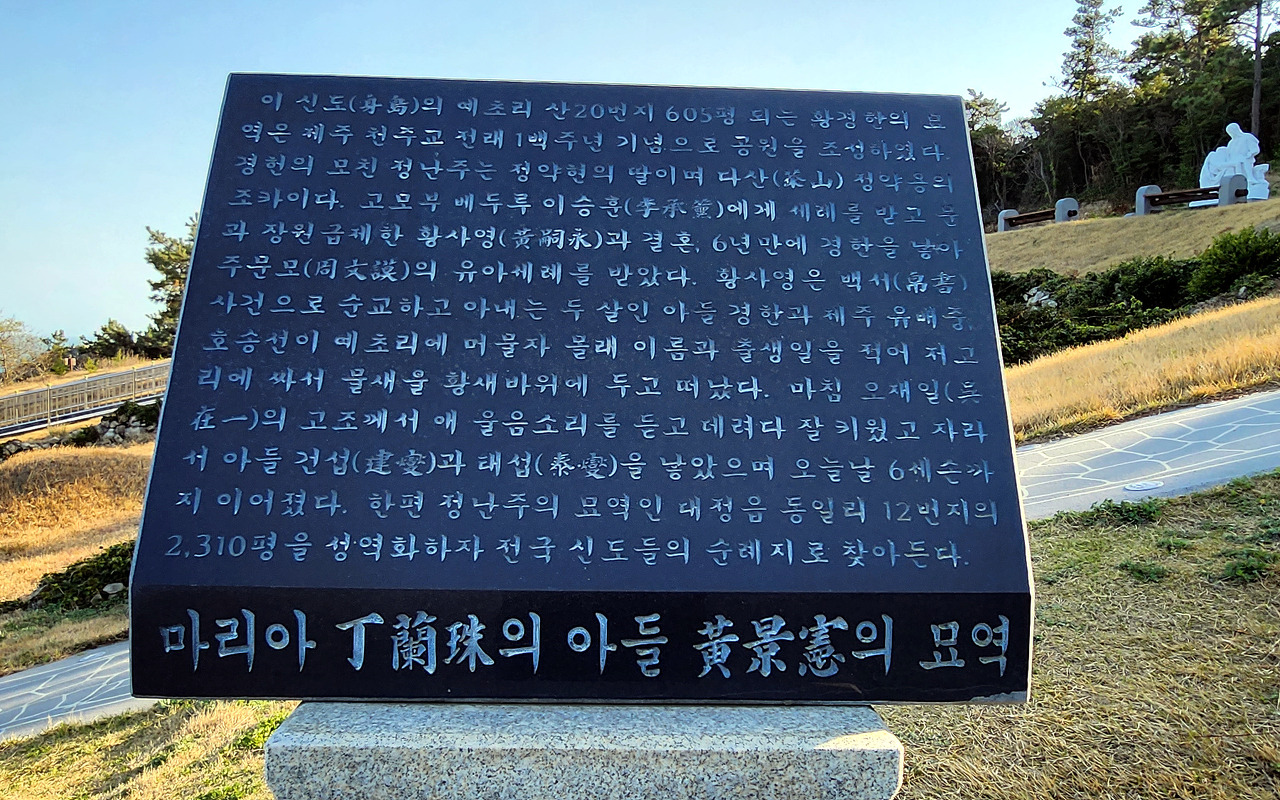 이 신도(身島)의 예초리 산20번지 605평 되는 황경한의 묘
역은 제주 천주교 전래 1백주년 기념으로 공원을 조성하였다.
경헌의 모친 정난주는 정약현의 딸이며 다산(茶山) 정약용의
조카이다. 고모부 베두루 이승훈(李承薰)에게 세례를 받고 문
과 장원급제한 황사영(黃嗣永)과 결혼, 6년만에 경한을 낳아
주문모(周文謨)의 유아세례를 받았다. 황사영은 백서(帛書)
사건으로 순교하고 아내는 두 살인 아들 경한과 제주 유배중,
호송선이 예초리에 머물자 몰래 이름과 출생일을 적어 저고
리에 싸서 물새울 황새바위에 두고 떠났다. 마침 오재일(吳
在一)의 고조께서 애 울음소리를 듣고 데려다 잘 키웠고 자라
서 아들 건섭(建燮)과 태섭(泰燮)을 낳았으며 오늘날 6세손까
지 이어졌다. 한편 정난주의 묘역인 대정읍 동일리 12번지의
2,310평을 성역화하자 전국 신도들의 순례지로 찾아든다.
마리아 丁蘭珠의 아들 黃景憲의 묘역